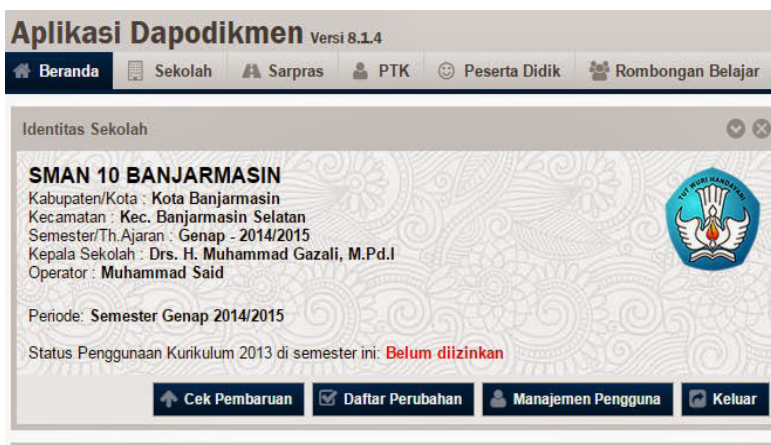 Aplikasi Dapodikmen Versi 8.1.4
Beranda Sekolah Sarpras PTK Peserta Didik Rombongan Belajar
Identitas Sekolah
SMAN 10 BANJARMASIN
Kabupaten/Kota : Kota Banjarmasin
Kecamatan : Kec. Banjarmasin Selatan
Semester/Th.Ajaran : Genap - 2014/2015
Kepala Sekolah : Drs. H. Muhammad Gazali, M.Pd.I
Operator : Muhammad Said
Periode: Semester Genap 2014/2015
Status Penggunaan Kurikulum 2013 di semester ini: Belum diizinkan
TUT WURI HANDAYANI
Cek Pembaruan Daftar Perubahan Manajemen Pengguna Keluar